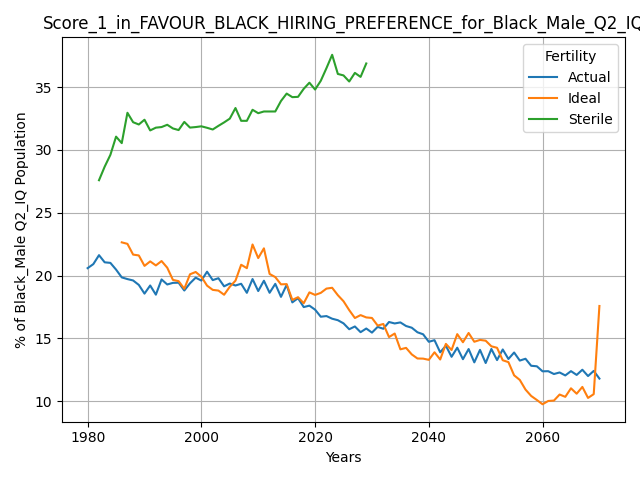 Score_1_in_FAVOUR_BLACK_HIRING_PREFERENCE_for_Black_Male_Q2_IQ
Fertility
Actual
Ideal
Sterile
% of Black_Male Q2_IQ Population
35
30
25
20
15
10
1980 2000 2020 2040 2060
Years